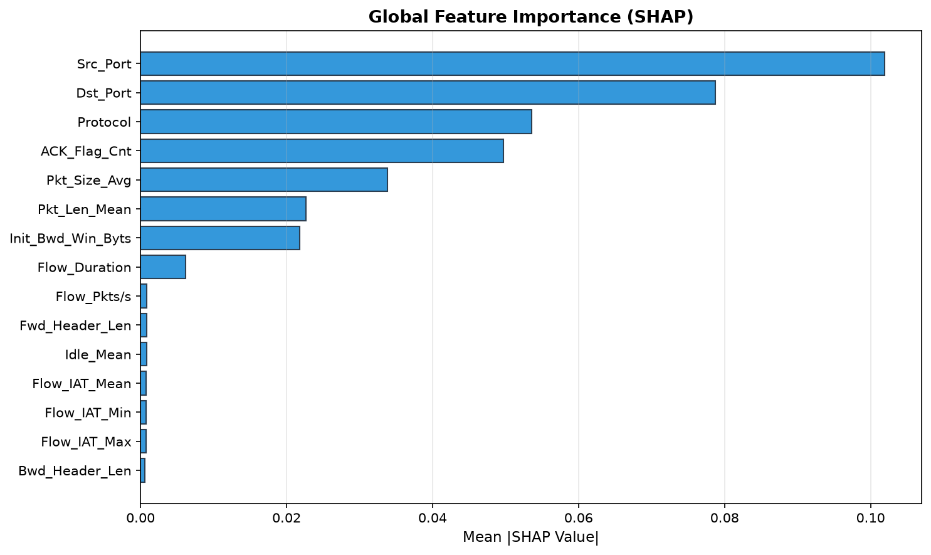 Global Feature Importance (SHAP)
Src_Port
Dst_Port
Protocol
ACK_Flag_Cnt
Pkt_Size_Avg
Pkt_Len_Mean
Init_Bwd_Win_Byts
Flow_Duration
Flow_Pkts/s
Fwd_Header_Len
Idle_Mean
Flow_IAT_Mean
Flow_IAT_Min
Flow_IAT_Max
Bwd_Header_Len
0.00 0.02 0.04 0.06 0.08 0.10
Mean |SHAP Value|